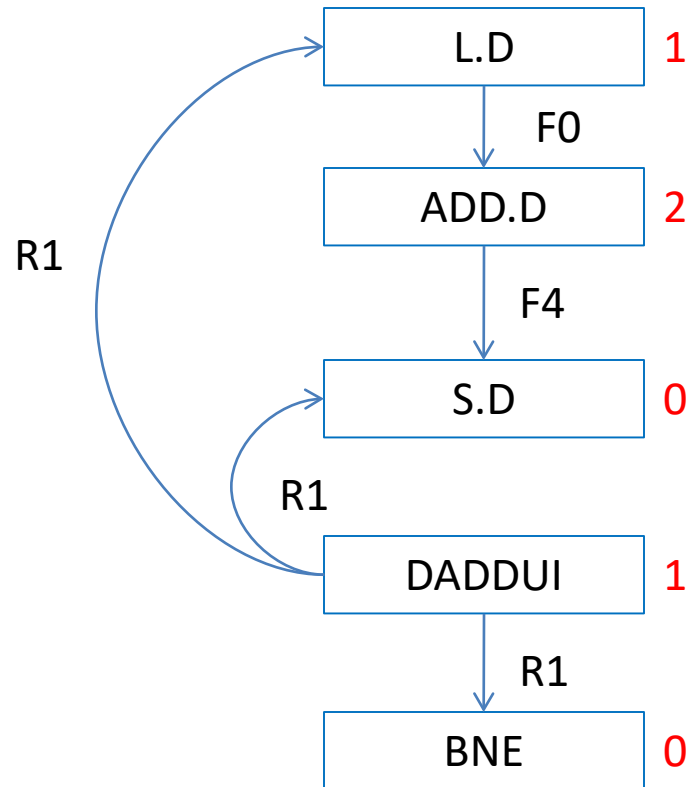 L.D 1
F0
ADD.D 2
R1
F4
S.D 0
R1
DADDUI 1
R1
BNE 0